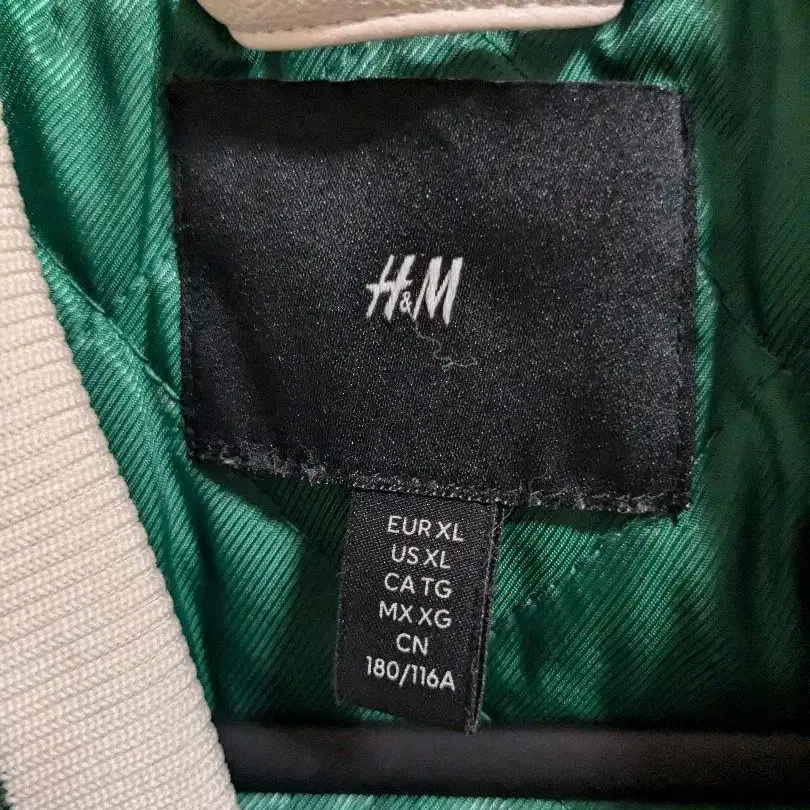 H&M
EUR XL
US XL
CA TG
MX XG
CN
180/116A